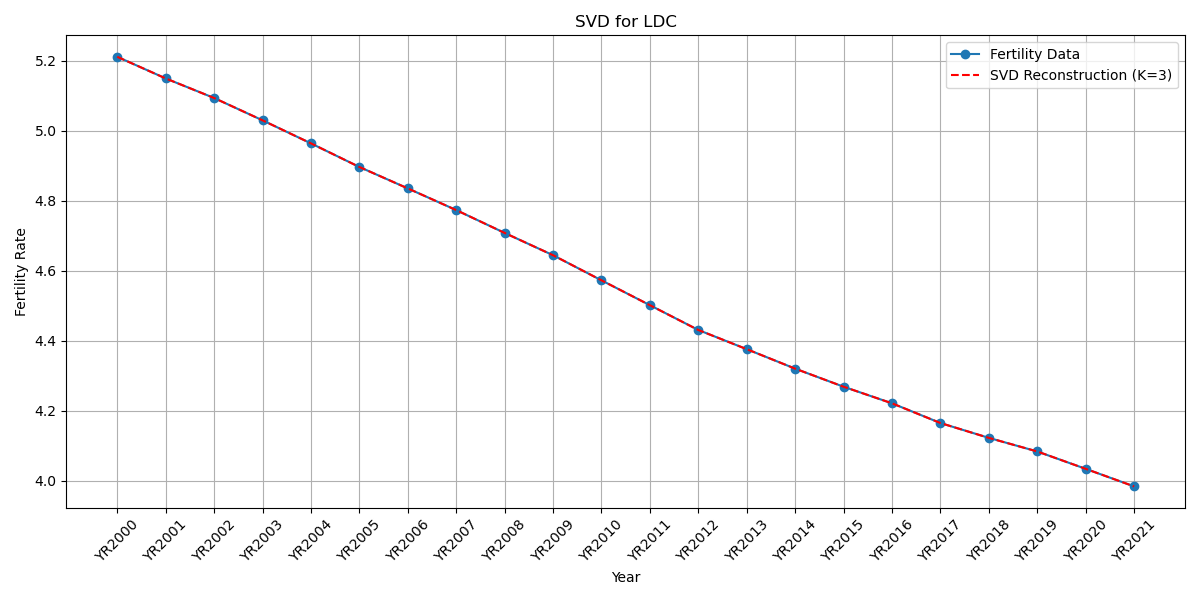 SVD for LDC
Fertility Data
SVD Reconstruction (K=3)
Fertility Rate
5.2
5.0
4.8
4.6
4.4
4.2
4.0
YR2000
YR2001
YR2002
YR2003
YR2004
YR2005
YR2006
YR2007
YR2008
YR2009
YR2010
YR2011
YR2012
YR2013
YR2014
YR2015
YR2016
YR2017
YR2018
YR2019
YR2020
YR2021
Year